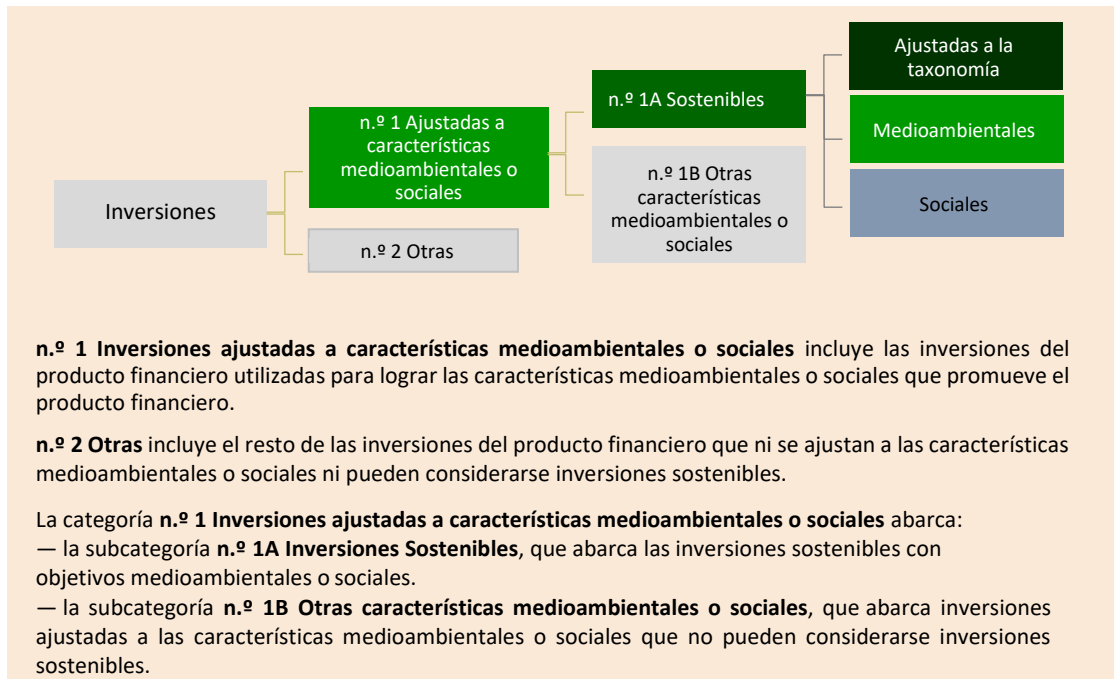 Inversiones
n.º 1 Ajustadas a
características
medioambientales o
sociales
n.º 2 Otras
n.º 1A Sostenibles
n.º 1B Otras
características
medioambientales o
sociales
Ajustadas a la
taxonomía
Medioambientales
Sociales
n.º 1 Inversiones ajustadas a características medioambientales o sociales incluye las inversiones del
producto financiero utilizadas para lograr las características medioambientales o sociales que promueve el
producto financiero.
n.º 2 Otras incluye el resto de las inversiones del producto financiero que ni se ajustan a las características
medioambientales o sociales ni pueden considerarse inversiones sostenibles.
La categoría n.º 1 Inversiones ajustadas a características medioambientales o sociales abarca:
— la subcategoría n.º 1A Inversiones Sostenibles, que abarca las inversiones sostenibles con
objetivos medioambientales o sociales.
— la subcategoría n.º 1B Otras características medioambientales o sociales, que abarca inversiones
ajustadas a las características medioambientales o sociales que no pueden considerarse inversiones
sostenibles.